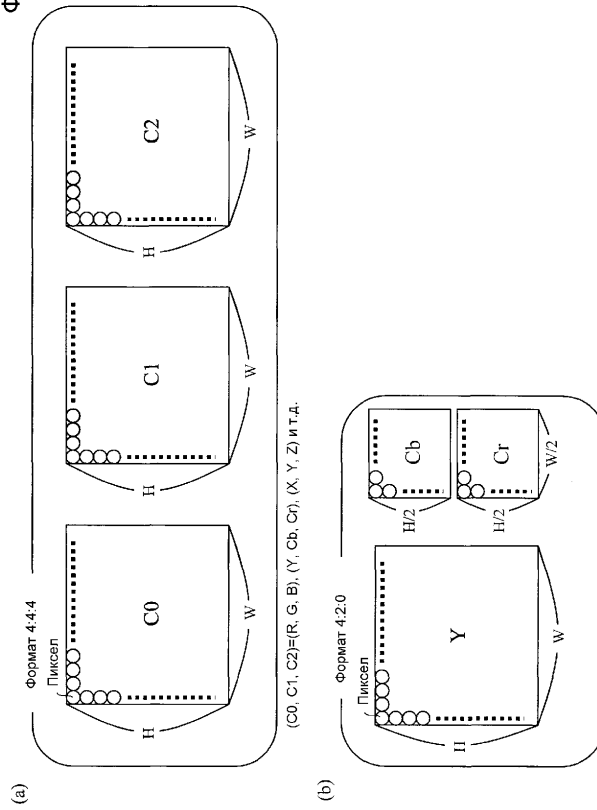 Ф
(a)
Формат 4:4:4
Пиксел
C0
C1
C2
H
W
H
W
H
W
(C0, C1, C2)=(R, G, B), (Y, Cb, Cr), (X, Y, Z) и т.д.
(b)
Формат 4:2:0
Пиксел
Y
H
W
Cb
H/2
Cr
H/2
W/2